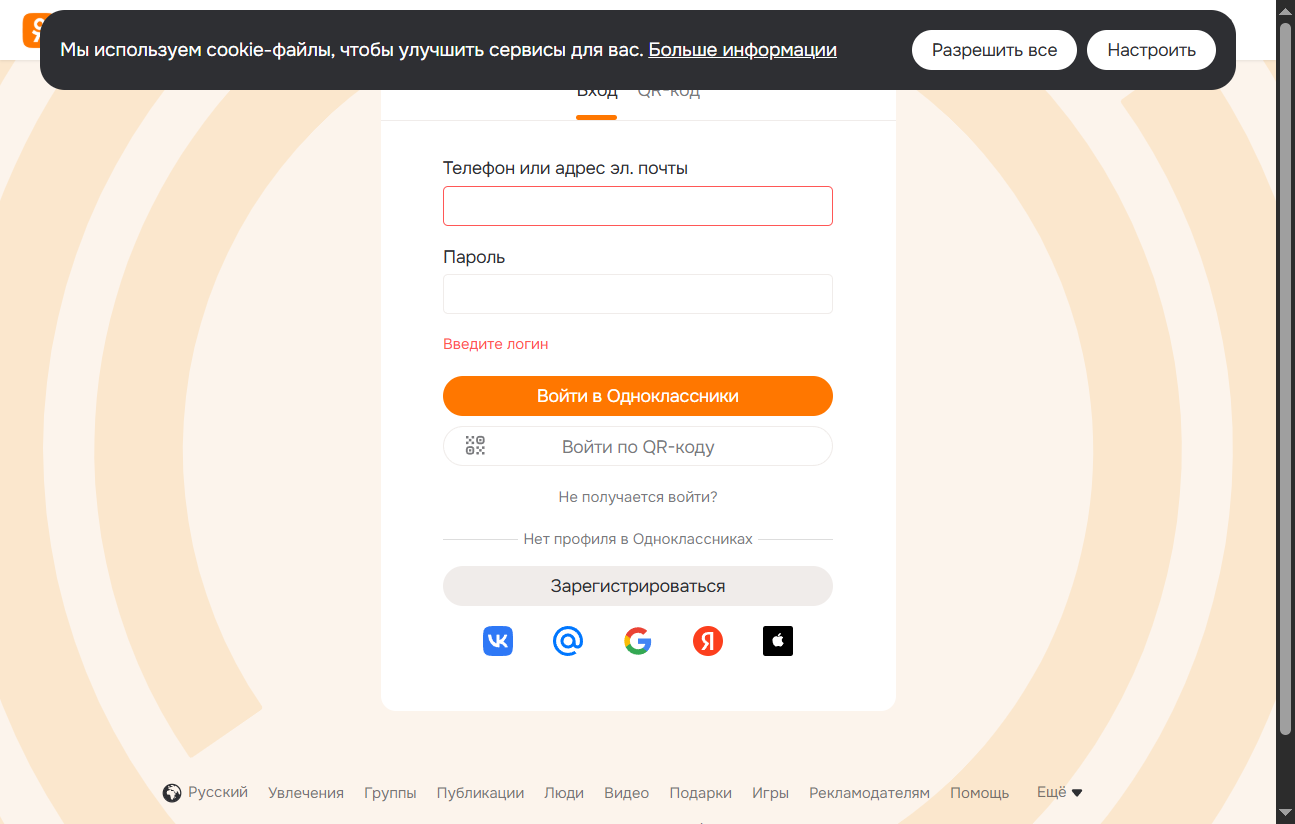 Мы используем cookie-файлы, чтобы улучшить сервисы для вас. Больше информации
Разрешить все
Настроить
Вход
QR-код
Телефон или адрес эл. почты
Пароль
Введите логин
Войти в Одноклассники
Войти по QR-коду
Не получается войти?
Нет профиля в Одноклассниках
Зарегистрироваться
Русский Увлечения Группы Публикации Люди Видео Подарки Игры Рекламодателям Помощь Ещё